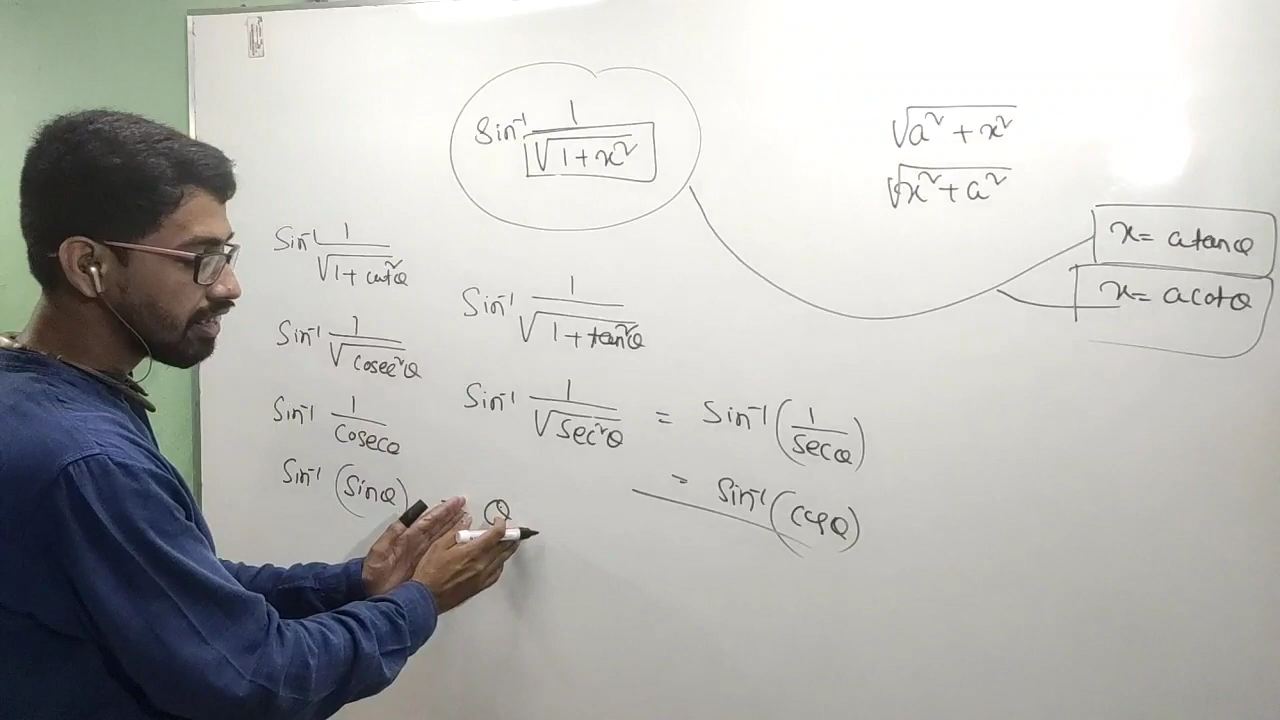 Sin⁻¹ 1/√(1+x²)
√(a²+x²)
√(x²+a²)
x = a tanθ
x = a cotθ
Sin⁻¹ 1/√(1+cot²θ)
Sin⁻¹ 1/√(cosec²θ)
Sin⁻¹ 1/cosecθ
Sin⁻¹ (Sinθ) = θ
Sin⁻¹ 1/√(1+tan²θ)
Sin⁻¹ 1/√(Sec²θ) = Sin⁻¹ (1/Secθ)
= Sin⁻¹ (cosθ)